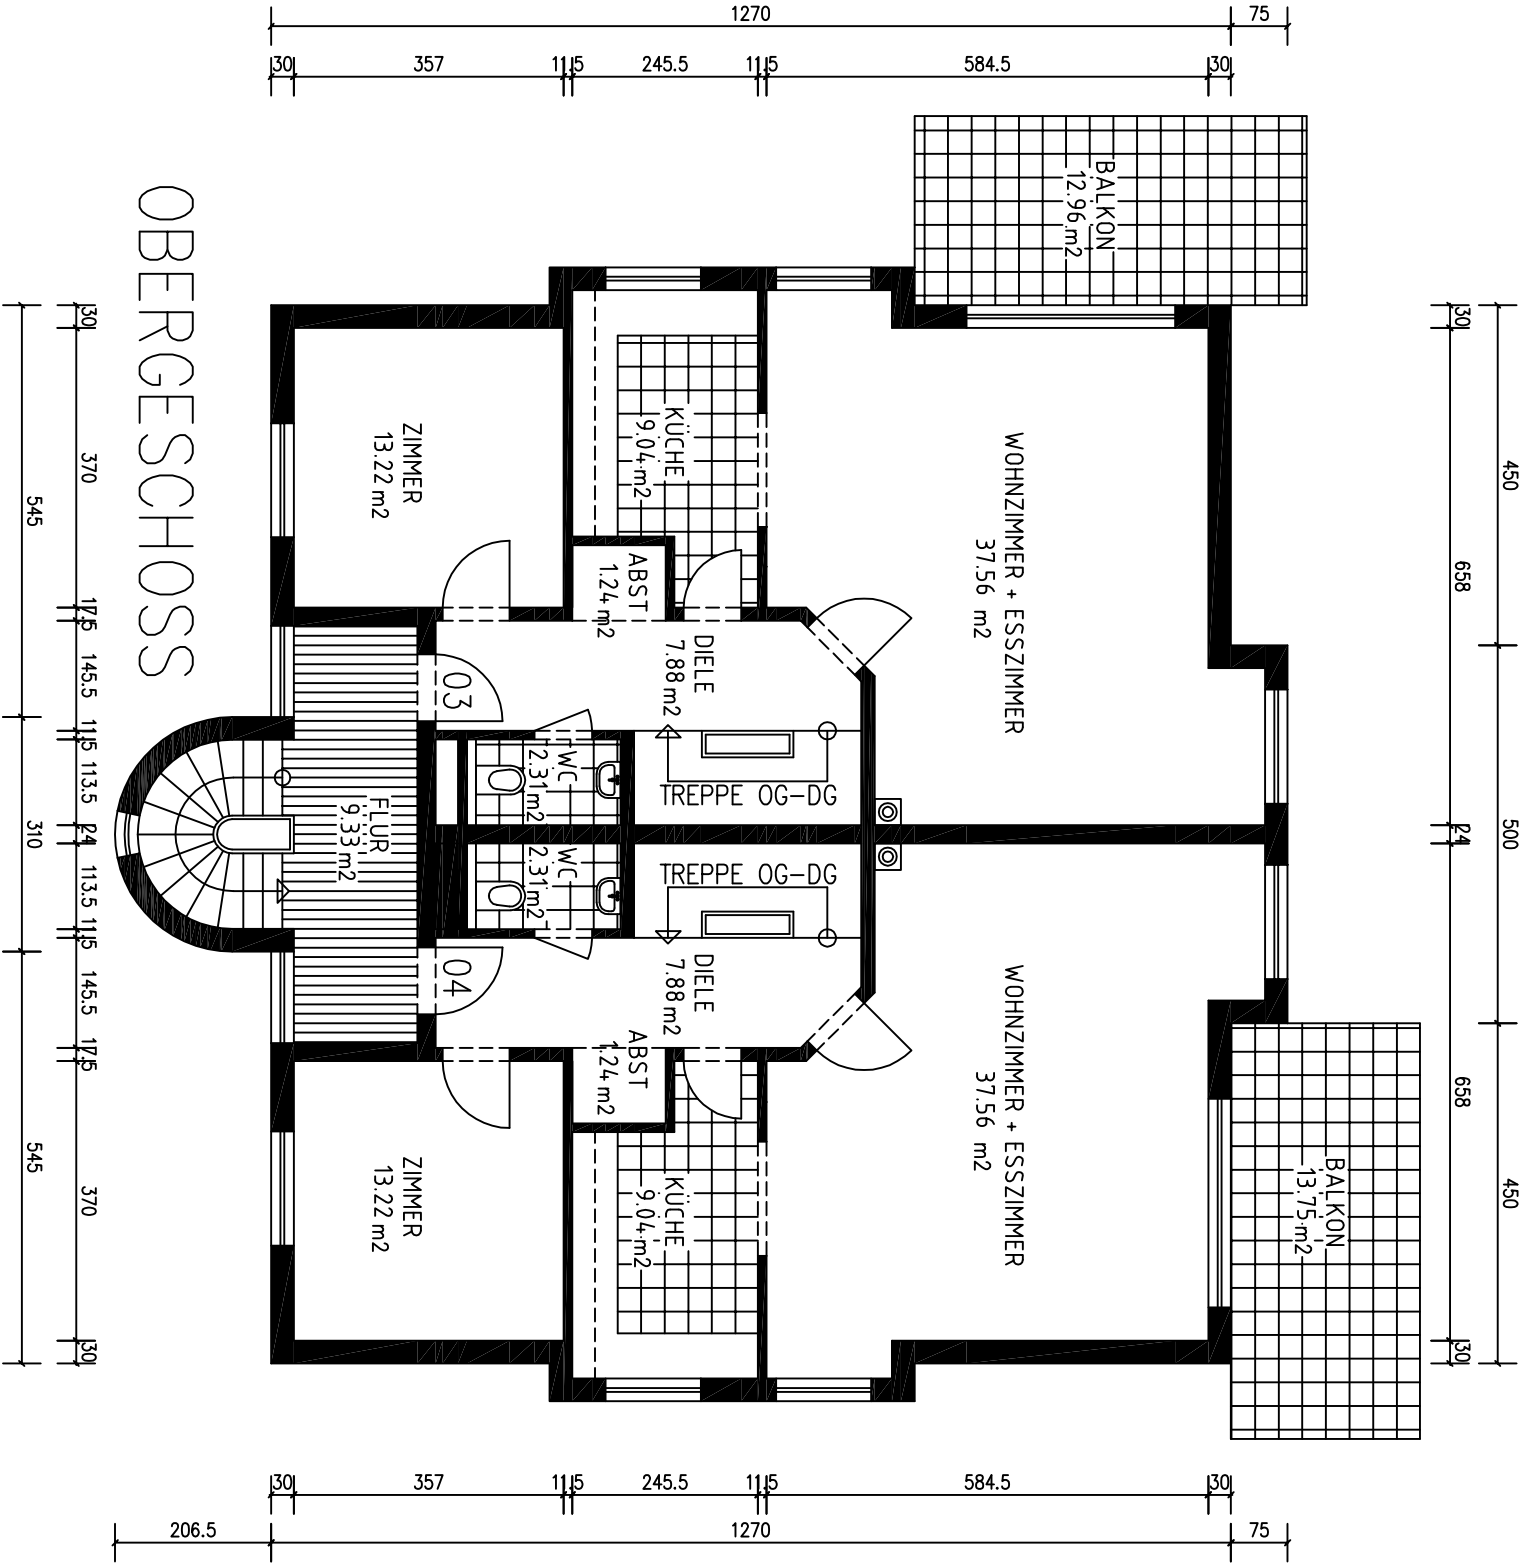 1270
75
30
357
11,5
245.5
11,5
584.5
30
BALKON
12.96 m2
450
500
450
30
658
24
658
30
WOHNZIMMER + ESSZIMMER
37.56 m2
WOHNZIMMER + ESSZIMMER
37.56 m2
BALKON
13.75 m2
KÜCHE
9.04 m2
ABST
1.24 m2
DIELE
7.88 m2
TREPPE OG-DG
WC
2.31 m2
TREPPE OG-DG
WC
2.31 m2
DIELE
7.88 m2
ABST
1.24 m2
KÜCHE
9.04 m2
ZIMMER
13.22 m2
03
FLUR
9.33 m2
04
ZIMMER
13.22 m2
OBERGESCHOSS
30
370
17,5
145.5
11,5
113.5
24
113.5
11,5
145.5
17,5
370
30
545
310
545
30
357
11,5
245.5
11,5
584.5
30
206.5
1270
75